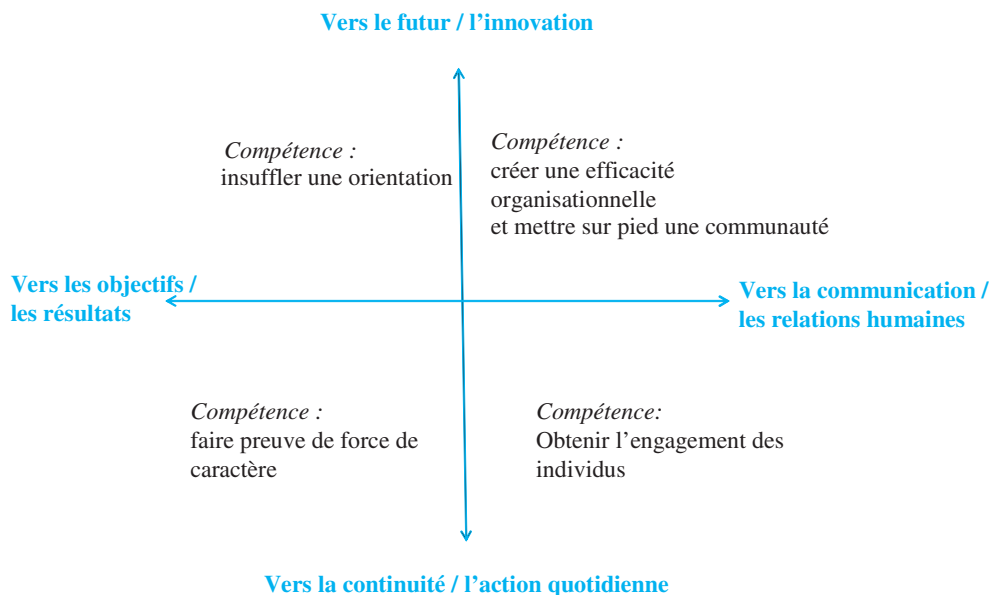 Vers le futur / l’innovation
Compétence :
insuffler une orientation
Compétence :
créer une efficacité
organisationnelle
et mettre sur pied une communauté
Vers les objectifs /
les résultats
Vers la communication /
les relations humaines
Compétence :
faire preuve de force de
caractère
Compétence:
Obtenir l’engagement des
individus
Vers la continuité / l’action quotidienne